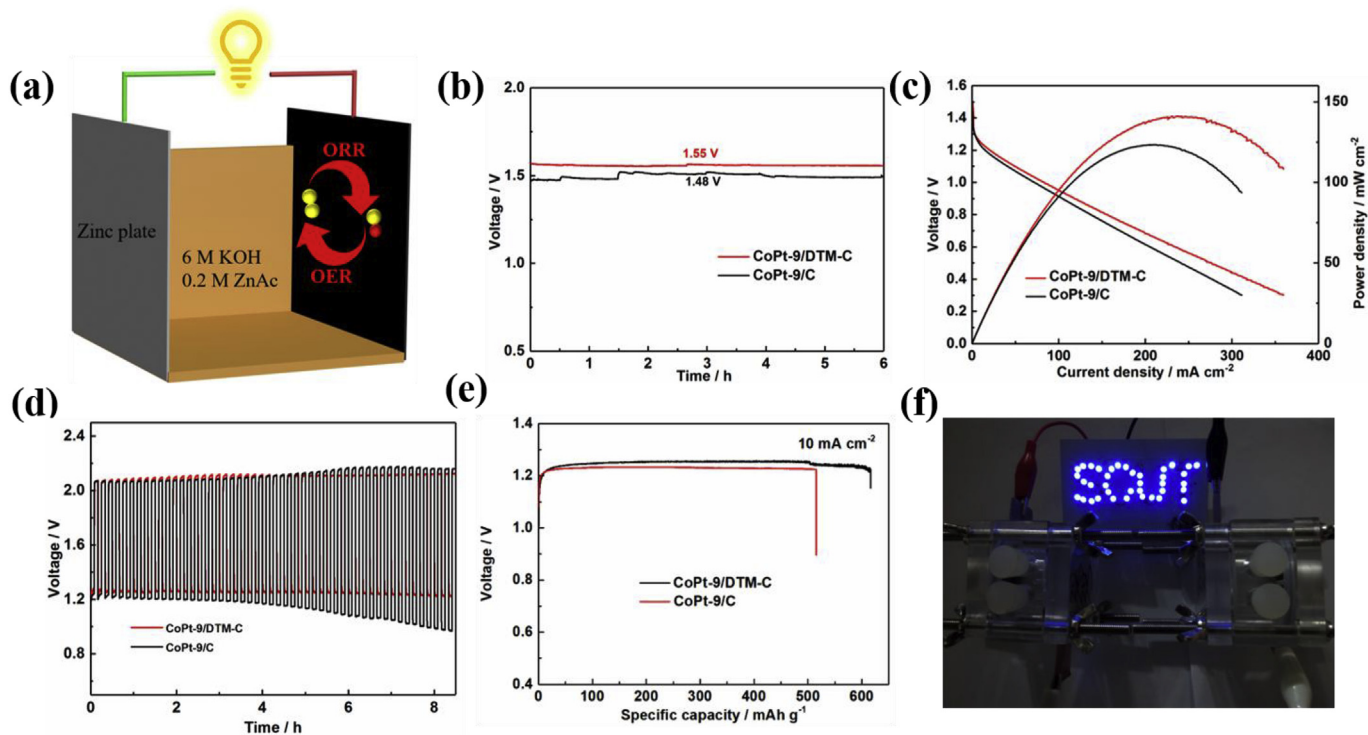 (a)
ORR
Zinc plate
6 M KOH
0.2 M ZnAc
OER
(b)
2.0
1.5
1.0
0.5
Voltage / V
1.55 V
1.48 V
CoPt-9/DTM-C
CoPt-9/C
0 1 2 3 4 5 6
Time / h
(c)
1.6
1.4
1.2
1.0
0.8
0.6
0.4
0.2
0.0
Voltage / V
CoPt-9/DTM-C
CoPt-9/C
150
100
50
0
Power density / mW cm-2
0 100 200 300 400
Current density / mA cm-2
(d)
2.4
2.0
1.6
1.2
0.8
Voltage / V
CoPt-9/DTM-C
CoPt-9/C
0 2 4 6 8
Time / h
(e)
1.4
1.2
1.0
0.8
0.6
0.4
Voltage / V
10 mA cm-2
CoPt-9/DTM-C
CoPt-9/C
0 100 200 300 400 500 600
Specific capacity / mAh g-1
(f)
SCUT